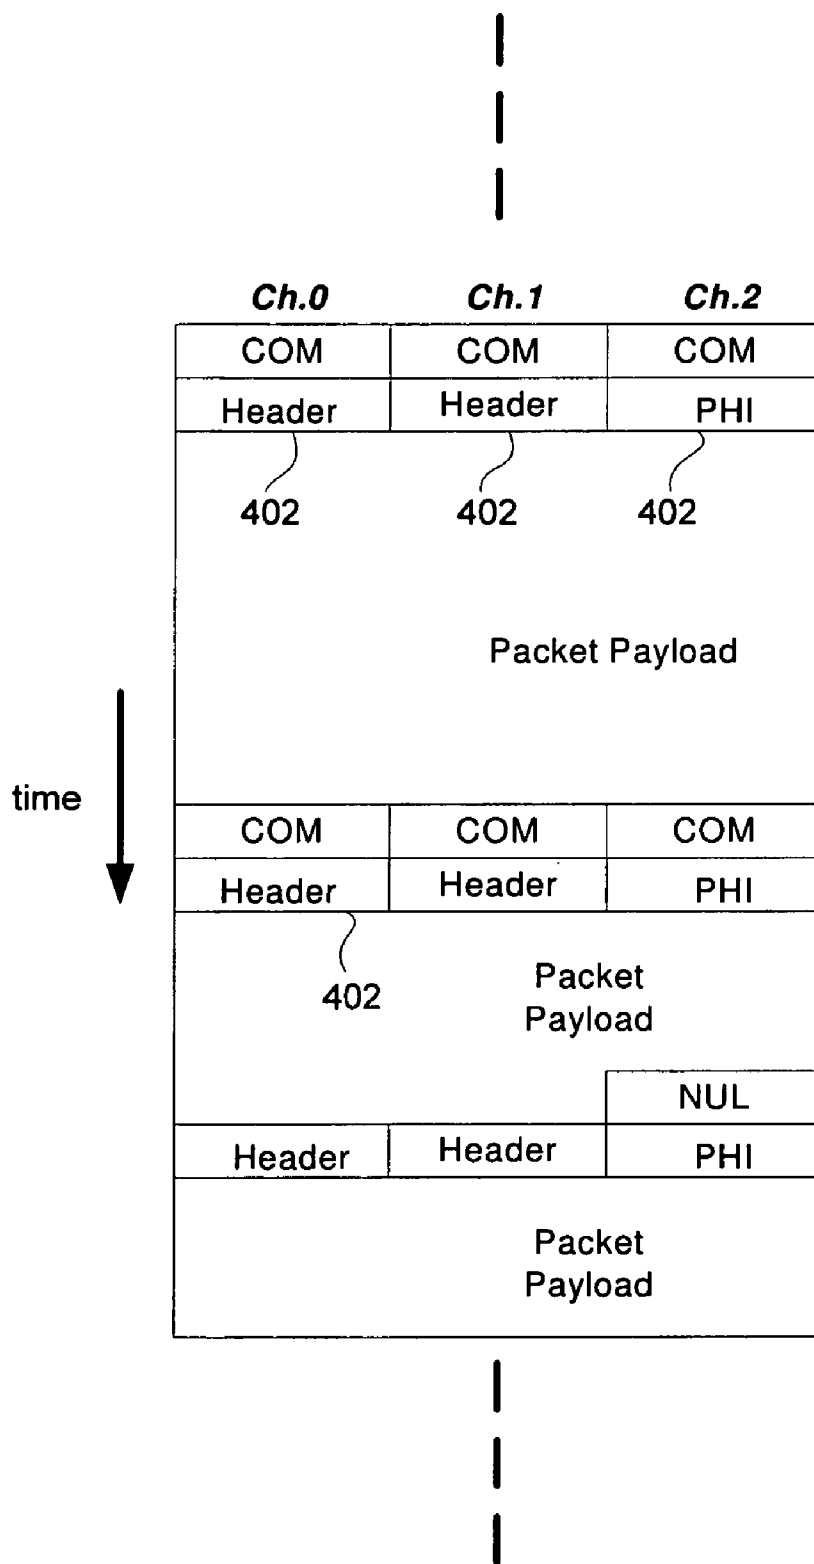 Ch.0 Ch.1 Ch.2
COM COM COM
Header Header PHI
402 402 402
Packet Payload
time
COM COM COM
Header Header PHI
402
Packet
Payload
NUL
Header Header PHI
Packet
Payload